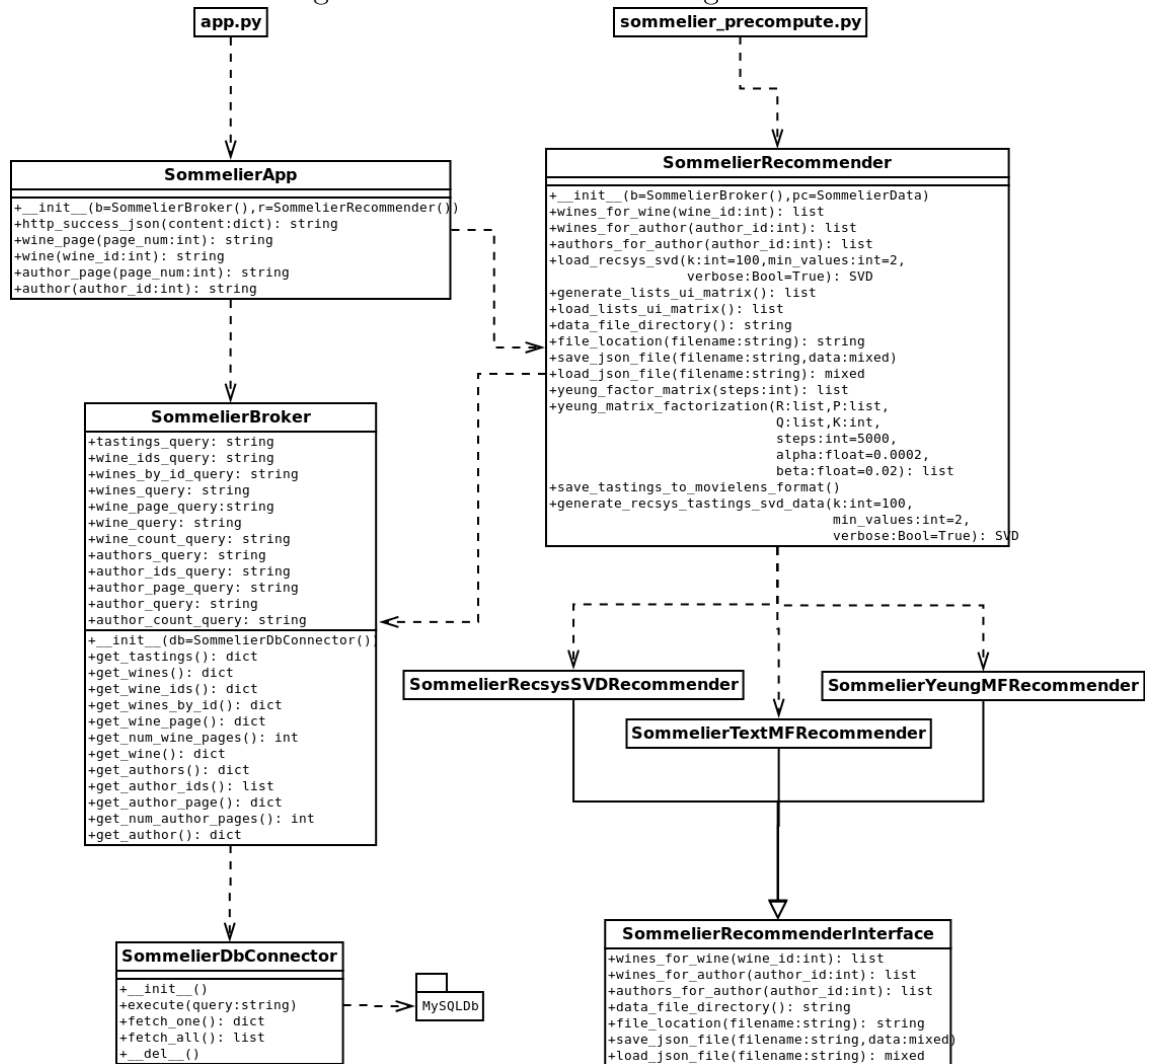 app.py
sommelier_precompute.py
SommelierApp
+__init__(b=SommelierBroker(),r=SommelierRecommender())
+http_success_json(content:dict): string
+wine_page(page_num:int): string
+wine(wine_id:int): string
+author_page(page_num:int): string
+author(author_id:int): string
SommelierRecommender
+__init__(b=SommelierBroker(),pc=SommelierData)
+wines_for_wine(wine_id:int): list
+wines_for_author(author_id:int): list
+authors_for_author(author_id:int): list
+load_recsys_svd(k:int=100,min_values:int=2,
verbose:Bool=True): SVD
+generate_lists_ui_matrix(): list
+load_lists_ui_matrix(): list
+data_file_directory(): string
+file_location(filename:string): string
+save_json_file(filename:string,data:mixed)
+load_json_file(filename:string): mixed
+yeung_factor_matrix(steps:int): list
+yeung_matrix_factorization(R:list,P:list,
Q:list,K:int,
steps:int=5000,
alpha:float=0.0002,
beta:float=0.02): list
+save_tastings_to_movielens_format()
+generate_recsys_tastings_svd_data(k:int=100,
min_values:int=2,
verbose:Bool=True): SVD
SommelierBroker
+tastings_query: string
+wine_ids_query: string
+wines_by_id_query: string
+wines_query: string
+wine_page_query:string
+wine_query: string
+wine_count_query: string
+authors_query: string
+author_ids_query: string
+author_page_query: string
+author_query: string
+author_count_query: string
+__init__(db=SommelierDbConnector())
+get_tastings(): dict
+get_wines(): dict
+get_wine_ids(): dict
+get_wines_by_id(): dict
+get_wine_page(): dict
+get_num_wine_pages(): int
+get_wine(): dict
+get_authors(): dict
+get_author_ids(): list
+get_author_page(): dict
+get_num_author_pages(): int
+get_author(): dict
SommelierRecsysSVDRecommender
SommelierYeungMFRecommender
SommelierTextMFRecommender
SommelierDbConnector
+__init__()
+execute(query:string)
+fetch_one(): dict
+fetch_all(): list
+__del__()
MySQLDb
SommelierRecommenderInterface
+wines_for_wine(wine_id:int): list
+wines_for_author(author_id:int): list
+authors_for_author(author_id:int): list
+data_file_directory(): string
+file_location(filename:string): string
+save_json_file(filename:string,data:mixed)
+load_json_file(filename:string): mixed